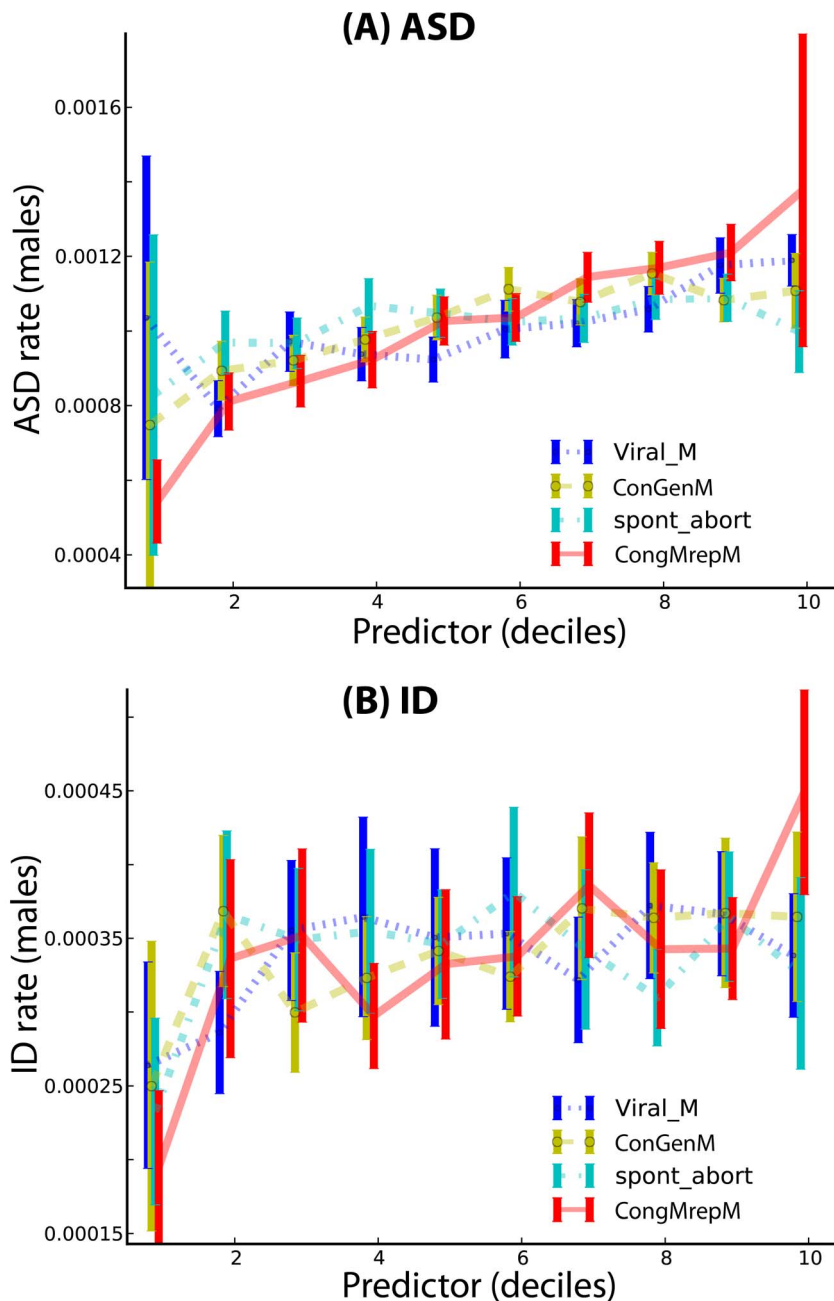 (A) ASD
ASD rate (males)
0.0016
0.0012
0.0008
0.0004
Viral_M
ConGenM
spont_abort
CongMrepM
2 4 6 8 10
Predictor (deciles)
(B) ID
ID rate (males)
0.00045
0.00035
0.00025
0.00015
Viral_M
ConGenM
spont_abort
CongMrepM
2 4 6 8 10
Predictor (deciles)